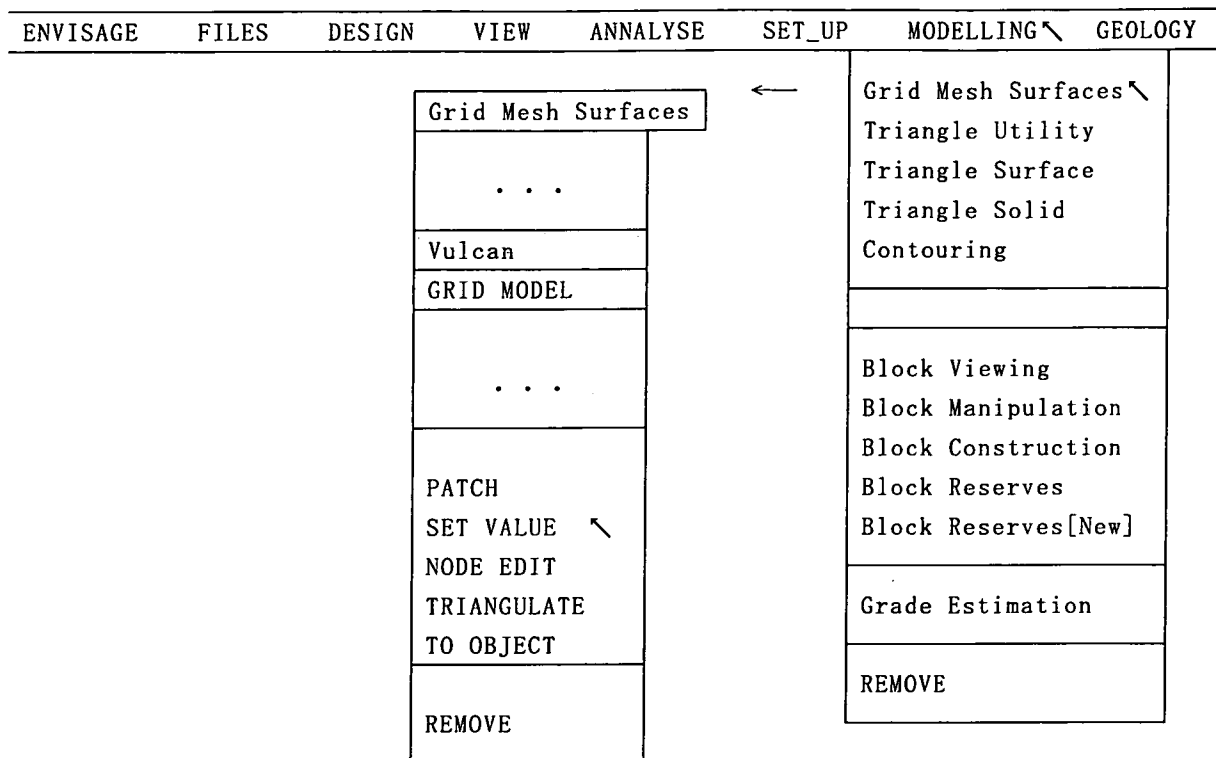 ENVISAGE FILES DESIGN VIEW ANNALYSE SET_UP MODELLING↖ GEOLOGY
Grid Mesh Surfaces
. . .
Vulcan
GRID MODEL
. . .
PATCH
SET VALUE ↖
NODE EDIT
TRIANGULATE
TO OBJECT
REMOVE
←
Grid Mesh Surfaces↖
Triangle Utility
Triangle Surface
Triangle Solid
Contouring
Block Viewing
Block Manipulation
Block Construction
Block Reserves
Block Reserves[New]
Grade Estimation
REMOVE